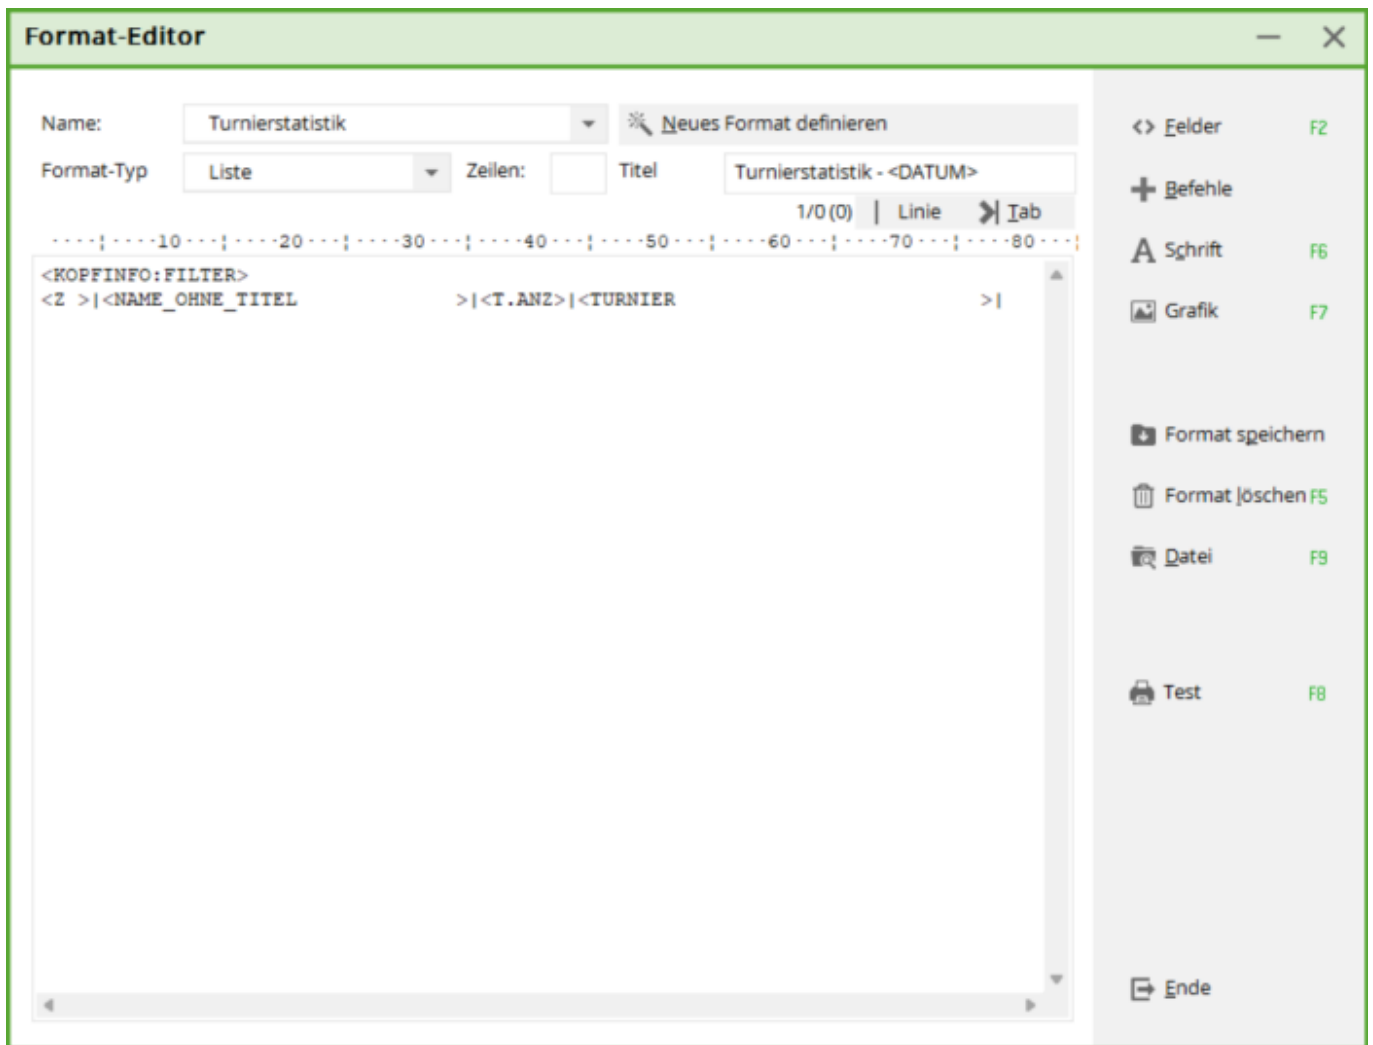 Format-Editor
Name: Turnierstatistik Neues Format definieren
Format-Typ Liste Zeilen: Titel Turnierstatistik - <DATUM>
1/0 (0) | Linie Tab
····¦····10···¦····20···¦····30···¦····40···¦····50···¦····60···¦····70···¦····80···¦
<KOPFINFO:FILTER>
<Z >|<NAME_OHNE_TITEL             >|<T.ANZ>|<TURNIER                         >|
<> Felder F2
Befehle
Schrift F6
Grafik F7
Format speichern
Format löschen F5
Datei F9
Test F8
Ende